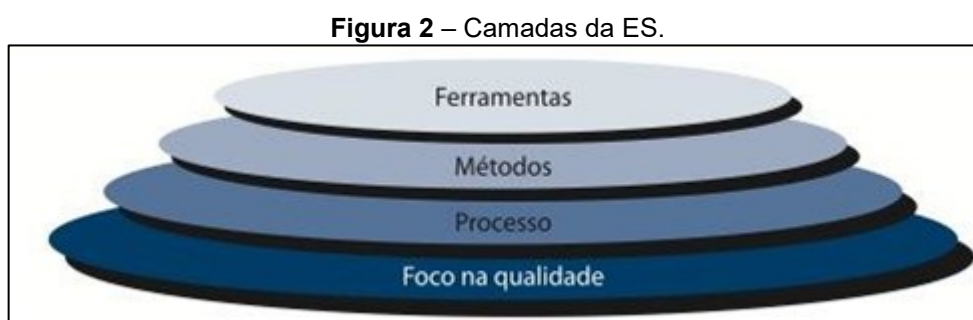 Figura 2 – Camadas da ES.
Ferramentas
Métodos
Processo
Foco na qualidade